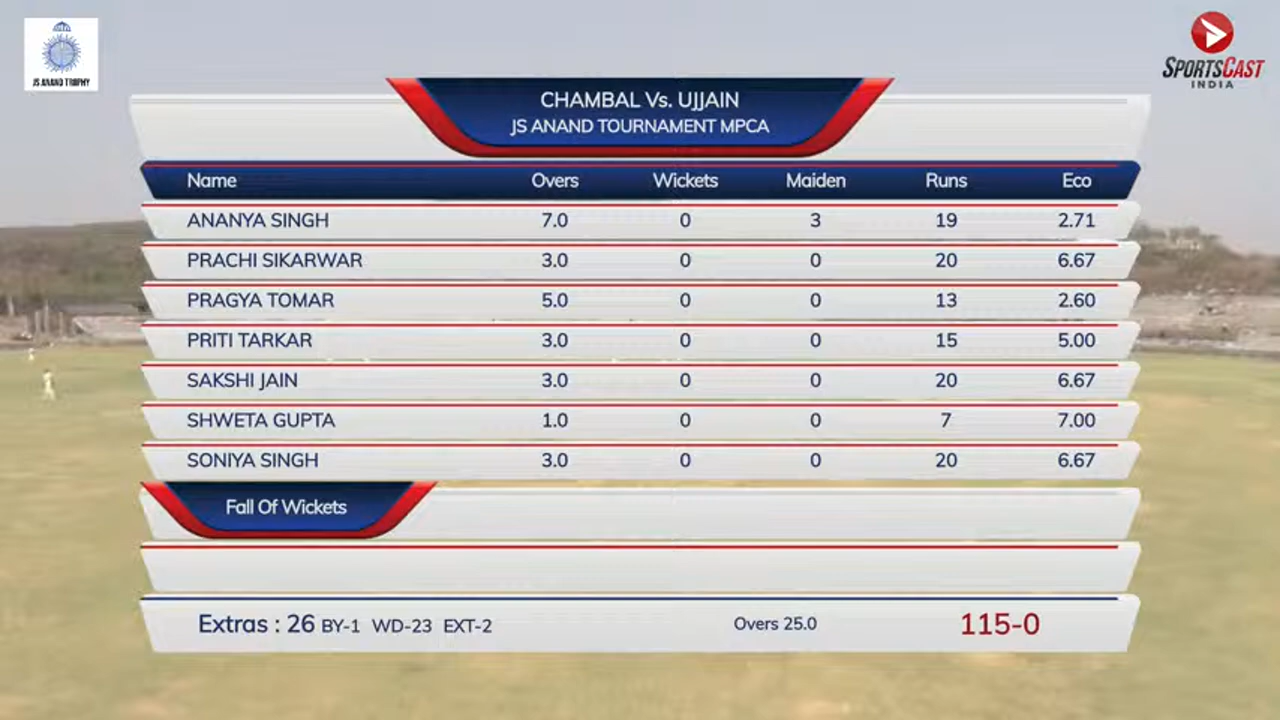 JS ANAND TROPHY
SPORTSCAST
INDIA
CHAMBAL Vs. UJJAIN
JS ANAND TOURNAMENT MPCA
Name Overs Wickets Maiden Runs Eco
ANANYA SINGH 7.0 0 3 19 2.71
PRACHI SIKARWAR 3.0 0 0 20 6.67
PRAGYA TOMAR 5.0 0 0 13 2.60
PRITI TARKAR 3.0 0 0 15 5.00
SAKSHI JAIN 3.0 0 0 20 6.67
SHWETA GUPTA 1.0 0 0 7 7.00
SONIYA SINGH 3.0 0 0 20 6.67
Fall Of Wickets
Extras : 26 BY-1 WD-23 EXT-2 Overs 25.0 115-0